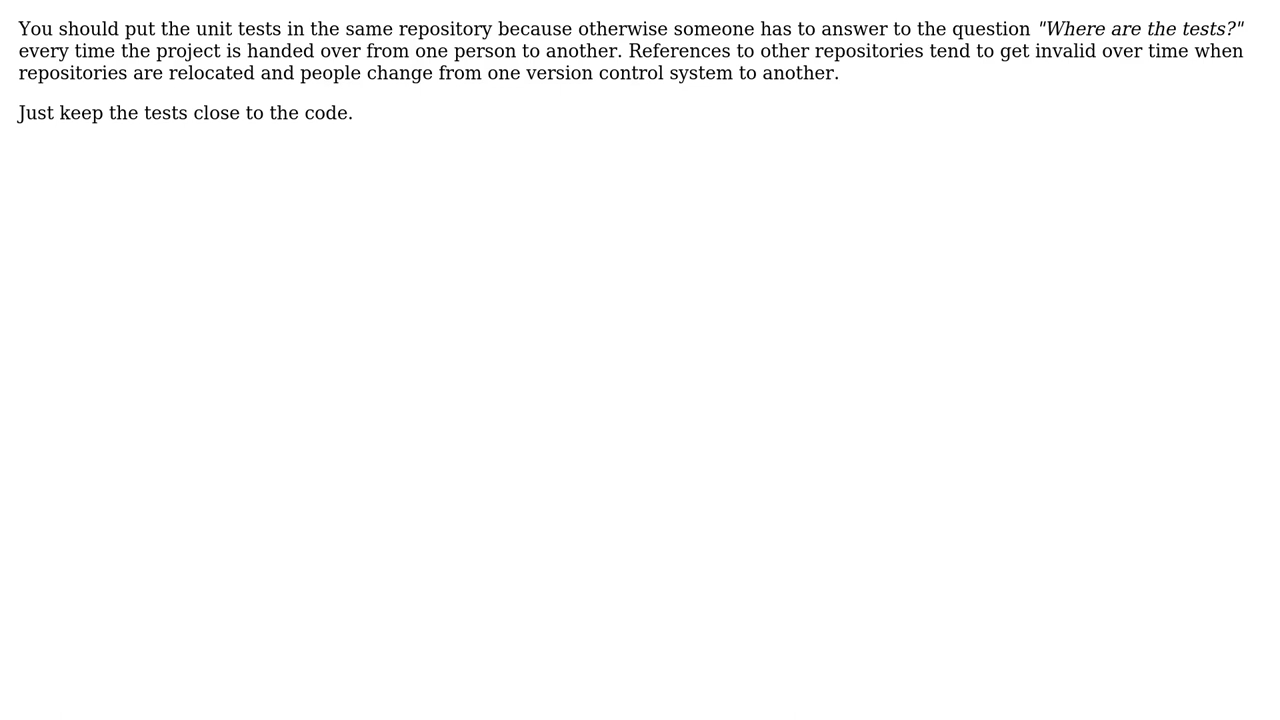 You should put the unit tests in the same repository because otherwise someone has to answer to the question "Where are the tests?"
every time the project is handed over from one person to another. References to other repositories tend to get invalid over time when
repositories are relocated and people change from one version control system to another.
Just keep the tests close to the code.